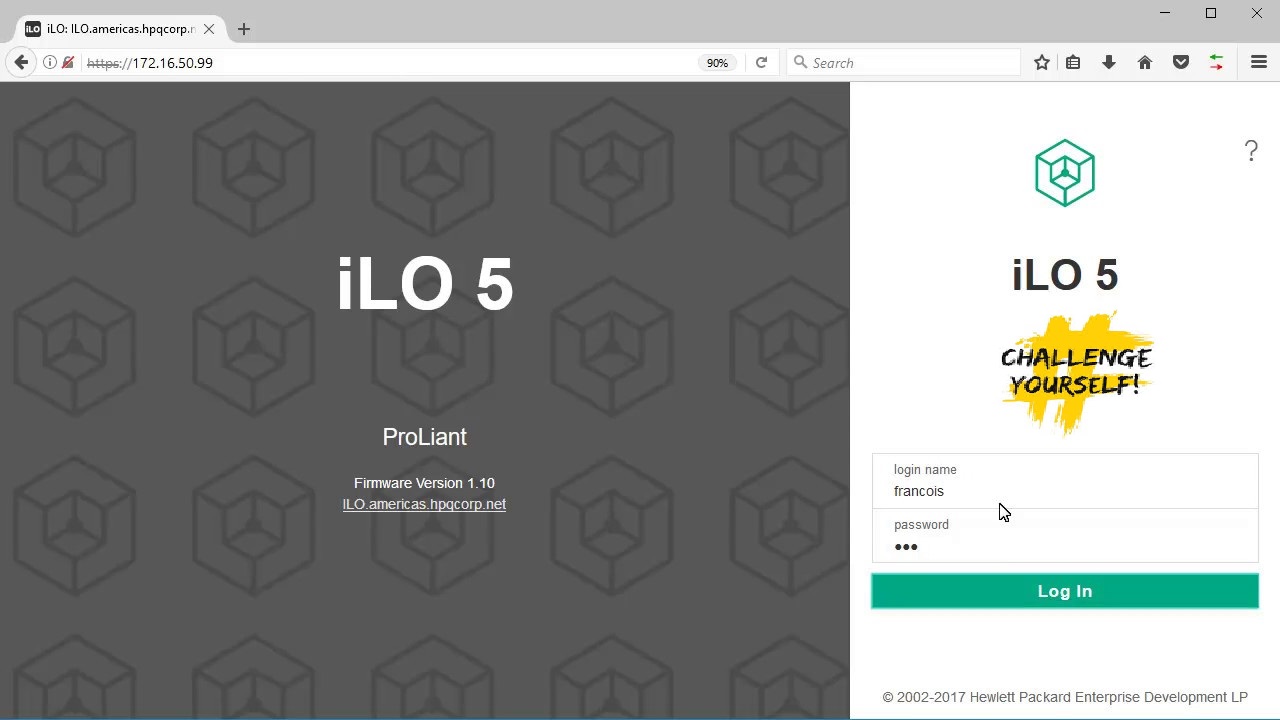 iLO: ILO.americas.hpqcorp.n
https://172.16.50.99
90%
Search
iLO 5
ProLiant
Firmware Version 1.10
ILO.americas.hpqcorp.net
?
iLO 5
CHALLENGE
YOURSELF!
login name
francois
password
•••
Log In
© 2002-2017 Hewlett Packard Enterprise Development LP